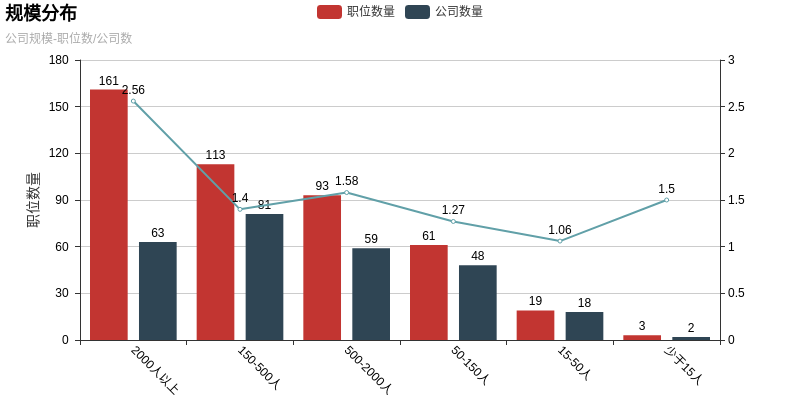 规模分布
公司规模-职位数/公司数
职位数量 公司数量
职位数量
180
150
120
90
60
30
0
3
2.5
2
1.5
1
0.5
0
161 2.56 63
113 1.4 81
93 1.58 59
61 1.27 48
19 1.06 18
3 1.5 2
2000人以上
150-500人
500-2000人
50-150人
15-50人
少于15人